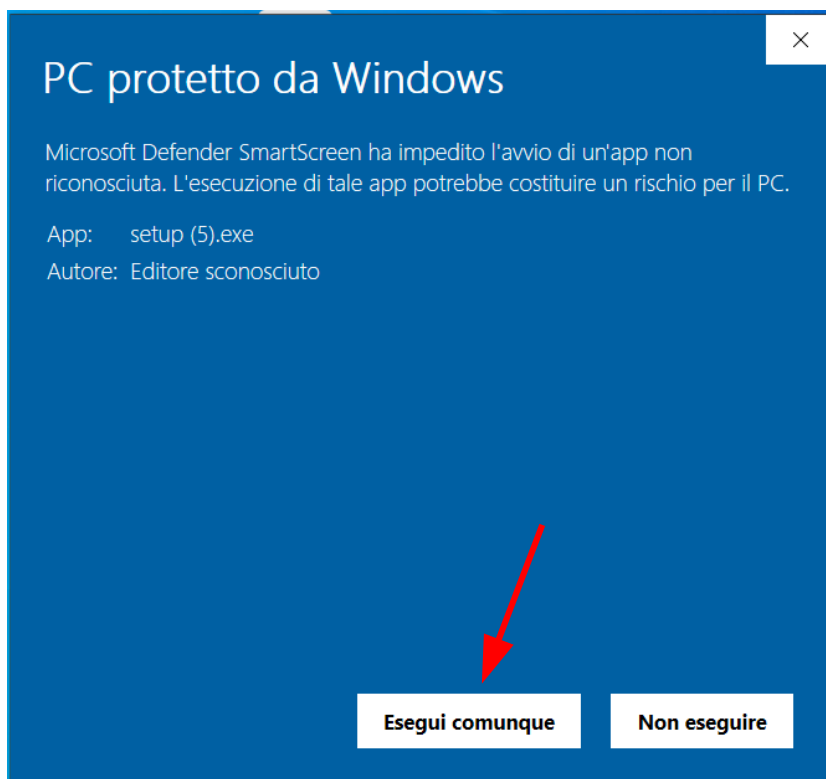 PC protetto da Windows
Microsoft Defender SmartScreen ha impedito l'avvio di un'app non
riconosciuta. L'esecuzione di tale app potrebbe costituire un rischio per il PC.
App: setup (5).exe
Autore: Editore sconosciuto
Esegui comunque Non eseguire